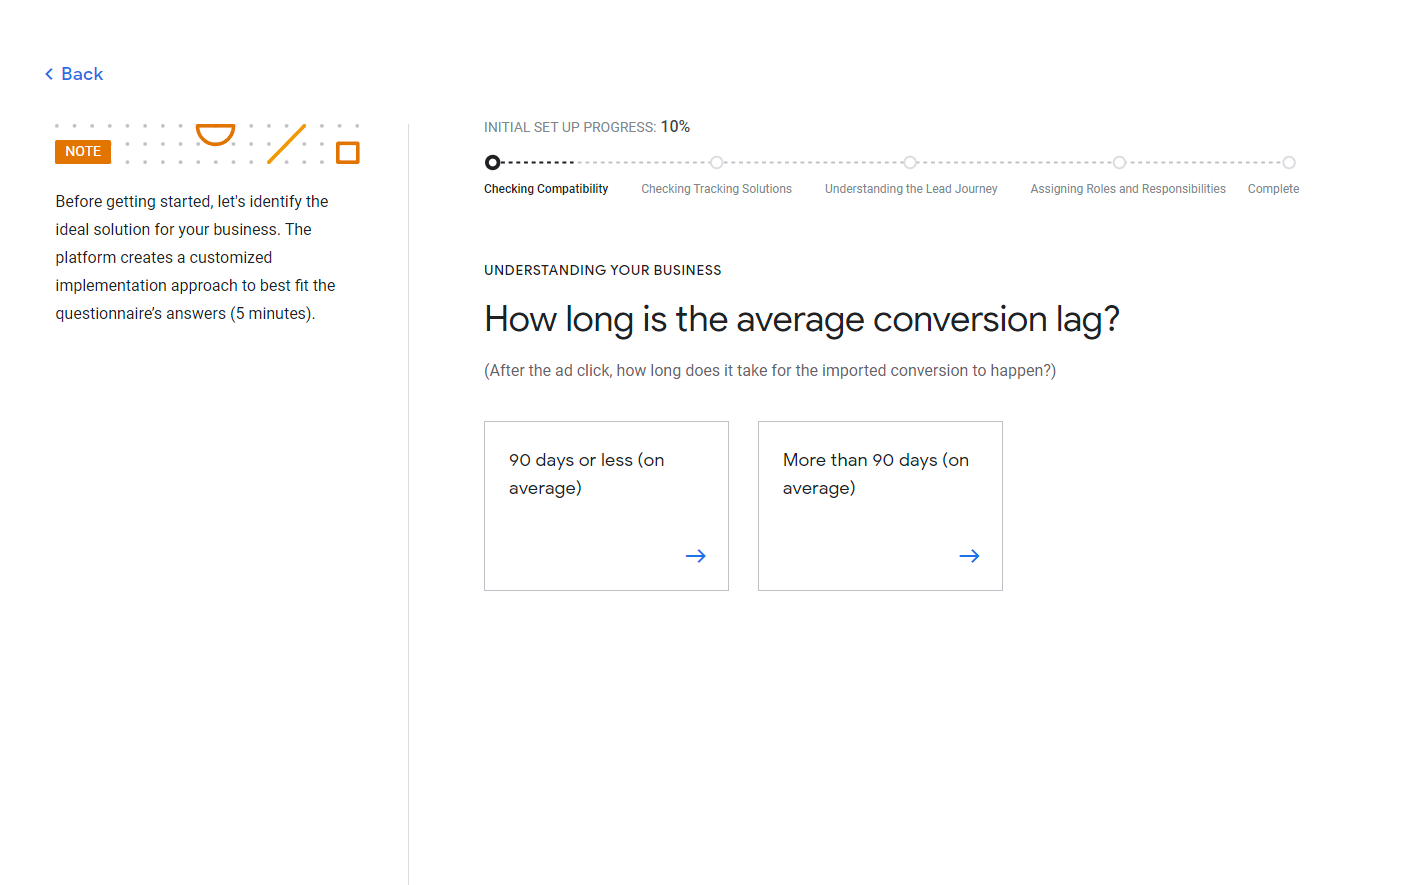 Back
NOTE
Before getting started, let's identify the
ideal solution for your business. The
platform creates a customized
implementation approach to best fit the
questionnaire’s answers (5 minutes).
INITIAL SET UP PROGRESS: 10%
Checking Compatibility
Checking Tracking Solutions
Understanding the Lead Journey
Assigning Roles and Responsibilities
Complete
UNDERSTANDING YOUR BUSINESS
How long is the average conversion lag?
(After the ad click, how long does it take for the imported conversion to happen?)
90 days or less (on
average)
More than 90 days (on
average)